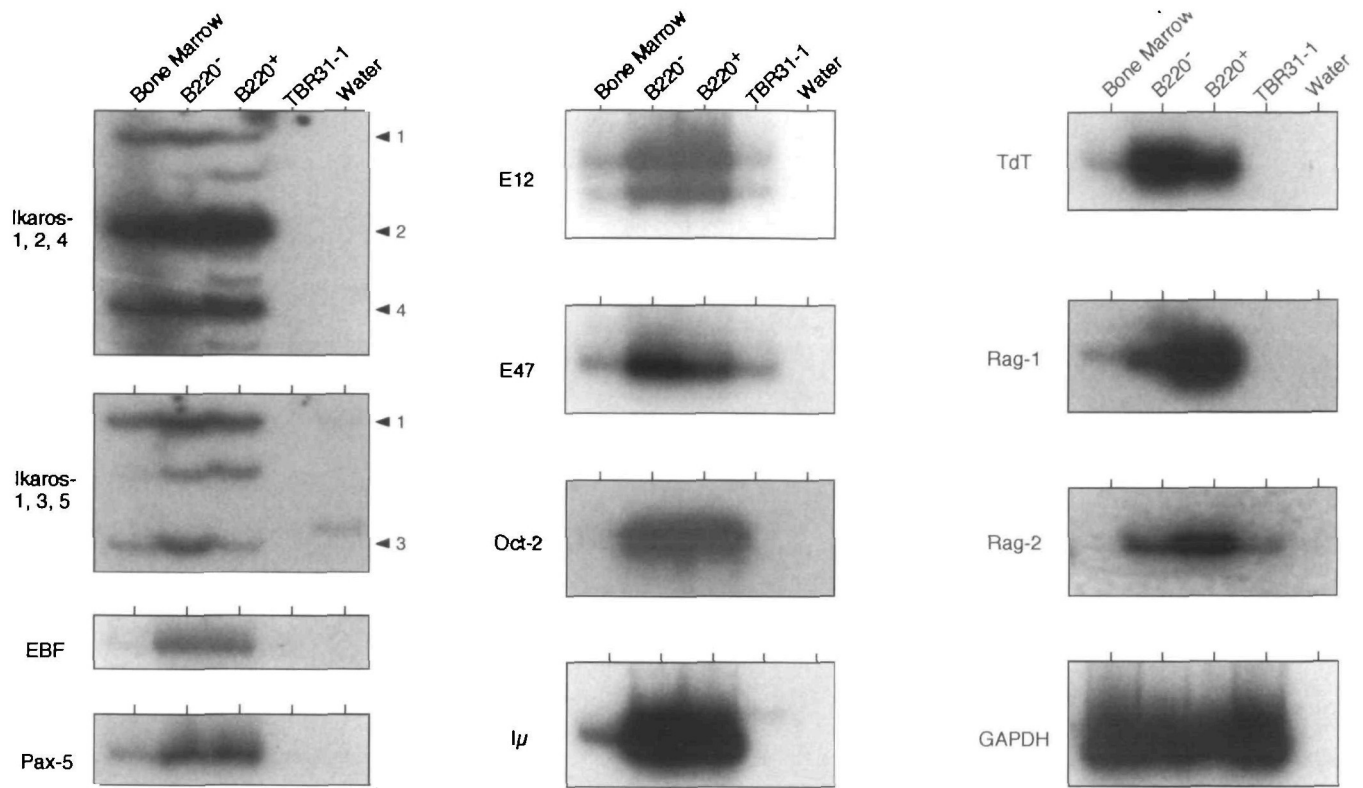 Bone Marrow
B220⁻
B220⁺
TBR31-1
Water
Ikaros-
1, 2, 4
◄ 1
◄ 2
◄ 4
Ikaros-
1, 3, 5
◄ 1
◄ 3
EBF
Pax-5
Bone Marrow
B220⁻
B220⁺
TBR31-1
Water
E12
E47
Oct-2
Iμ
Bone Marrow
B220⁻
B220⁺
TBR31-1
Water
TdT
Rag-1
Rag-2
GAPDH